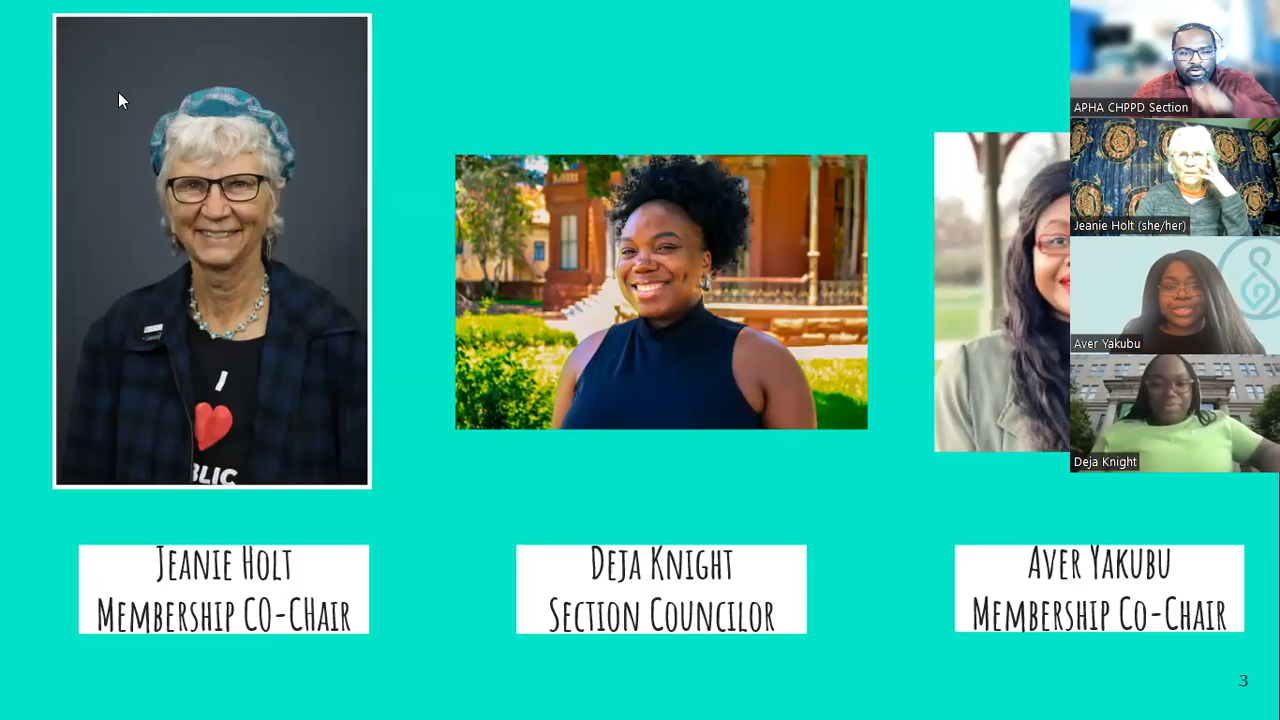 I
BLIC
JEANIE HOLT
MEMBERSHIP CO-CHAIR
DEJA KNIGHT
SECTION COUNCILOR
AVER YAKUBU
MEMBERSHIP CO-CHAIR
3
APHA CHPPD Section
Jeanie Holt (she/her)
Aver Yakubu
Deja Knight